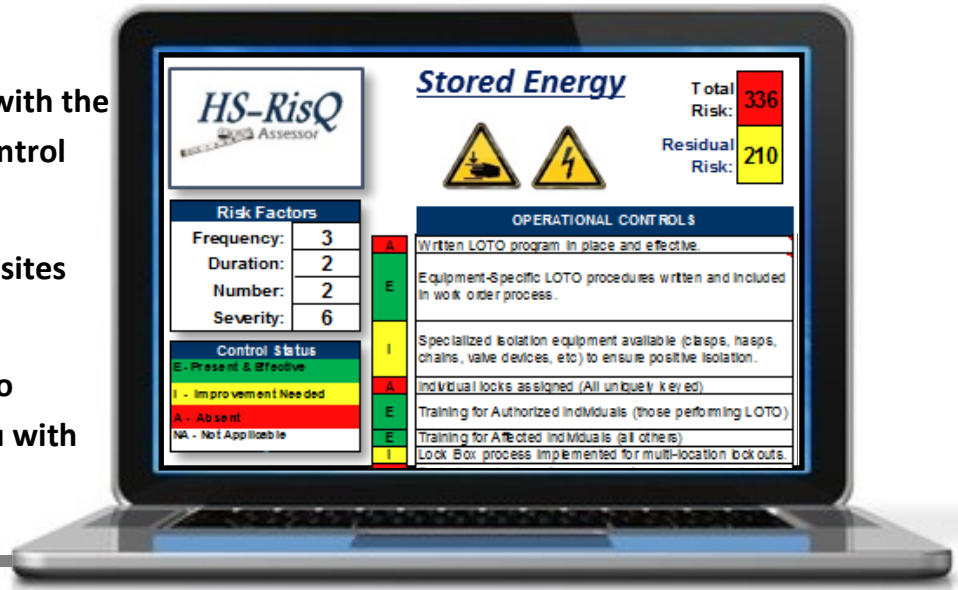 with the
ontrol
sites
o
u with
HS-RisQ
Assessor
Stored Energy
Total
Risk:
336
Residual
Risk:
210
Risk Factors
Frequency: 3
Duration: 2
Number: 2
Severity: 6
Control Status
E - Present & Effective
I - Improvement Needed
A - Absent
NA - Not Applicable
OPERATIONAL CONTROLS
A Written LOTO program in place and effective.
E Equipment-Specific LOTO procedures written and included
in work order process.
I Specialized isolation equipment available (clasps, hasps,
chains, valve devices, etc) to ensure positive isolation.
A Individual locks assigned (All uniquely keyed)
E Training for Authorized Individuals (those performing LOTO)
E Training for Affected Individuals (all others)
I Lock Box process implemented for multi-location lockouts.